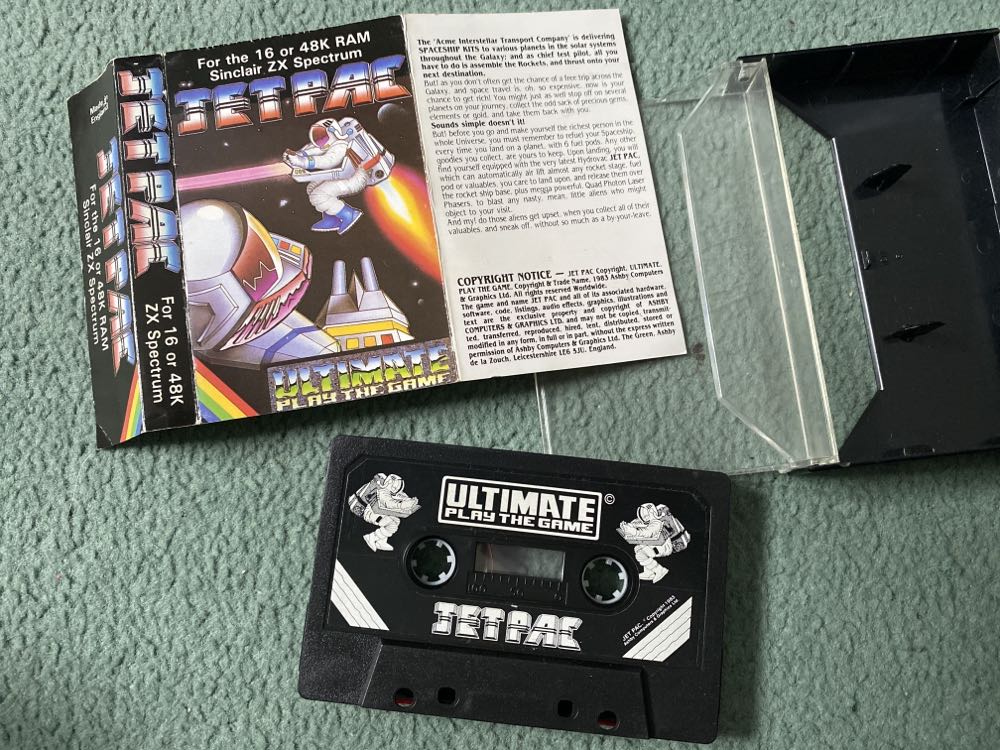 Made in
England
JETPAC
JETPAC
For the 16 or 48K RAM
Sinclair ZX Spectrum
JETPAC
For 16 or 48K
ZX Spectrum
For the 16 or 48K RAM
Sinclair ZX Spectrum
JETPAC
ULTIMATE
PLAY THE GAME
The 'Acme Interstellar Transport Company' is delivering
SPACESHIP KITS to various planets in the solar systems
throughout the Galaxy; and as chief test pilot, all you
have to do is assemble the Rockets, and thrust onto your
next destination.
But! as you don't often get the chance of a free trip across the
Galaxy, and space travel is, oh, so expensive, now is your
chance to get rich! You might just as well stop off on several
planets on your journey, collect the odd sack of precious gems,
elements or gold, and take them back with you.
Sounds simple doesn't it!
But! before you go and make yourself the richest person in the
whole Universe, you must remember to refuel your Spaceship,
every time you land on a planet, with 6 fuel pods. Any other
goodies you collect, are yours to keep. Upon landing, you will
find yourself equipped with the very latest Hydrovac JET PAC,
which can automatically air lift almost any rocket stage, fuel
pod or valuables, you care to land upon, and release them over
the rocket ship base, plus megga powerful, Quad Photon Laser
Phasers, to blast any nasty, mean, little aliens who might
object to your visit.
And my! do those aliens get upset, when you collect all of their
valuables, and sneak off, without so much as a by-your-leave.
COPYRIGHT NOTICE — JET PAC Copyright, ULTIMATE,
PLAY THE GAME, Copyright & Trade Name, 1983 Ashby Computers
& Graphics Ltd. All rights reserved Worldwide.
The game and name JET PAC and all of its associated hardware,
software, code, listings, audio effects, graphics, illustrations and
text are the exclusive property and copyright of ASHBY
COMPUTERS & GRAPHICS LTD, and may not be copied, transmit-
ted, transferred, reproduced, hired, lent, distributed, stored or
modified in any form, in full or in part, without the express written
permission of Ashby Computers & Graphics Ltd. The Green, Ashby
de la Zouch, Leicestershire LE6 5JU, England.
ULTIMATE ©
PLAY THE GAME
100 50 0
JETPAC
JET PAC, © Copyright 1983
Ashby Computers & Graphics Ltd